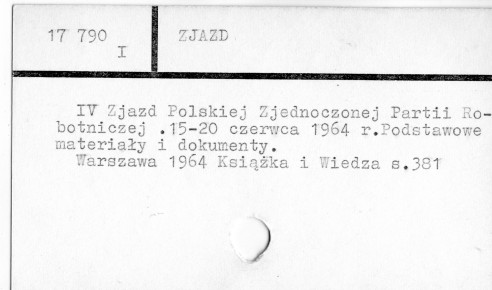 17 790
I
ZJAZD
IV Zjazd Polskiej Zjednoczonej Partii Ro-
botniczej .15-20 czerwca 1964 r.Podstawowe
materiały i dokumenty.
Warszawa 1964 Książka i Wiedza s.381